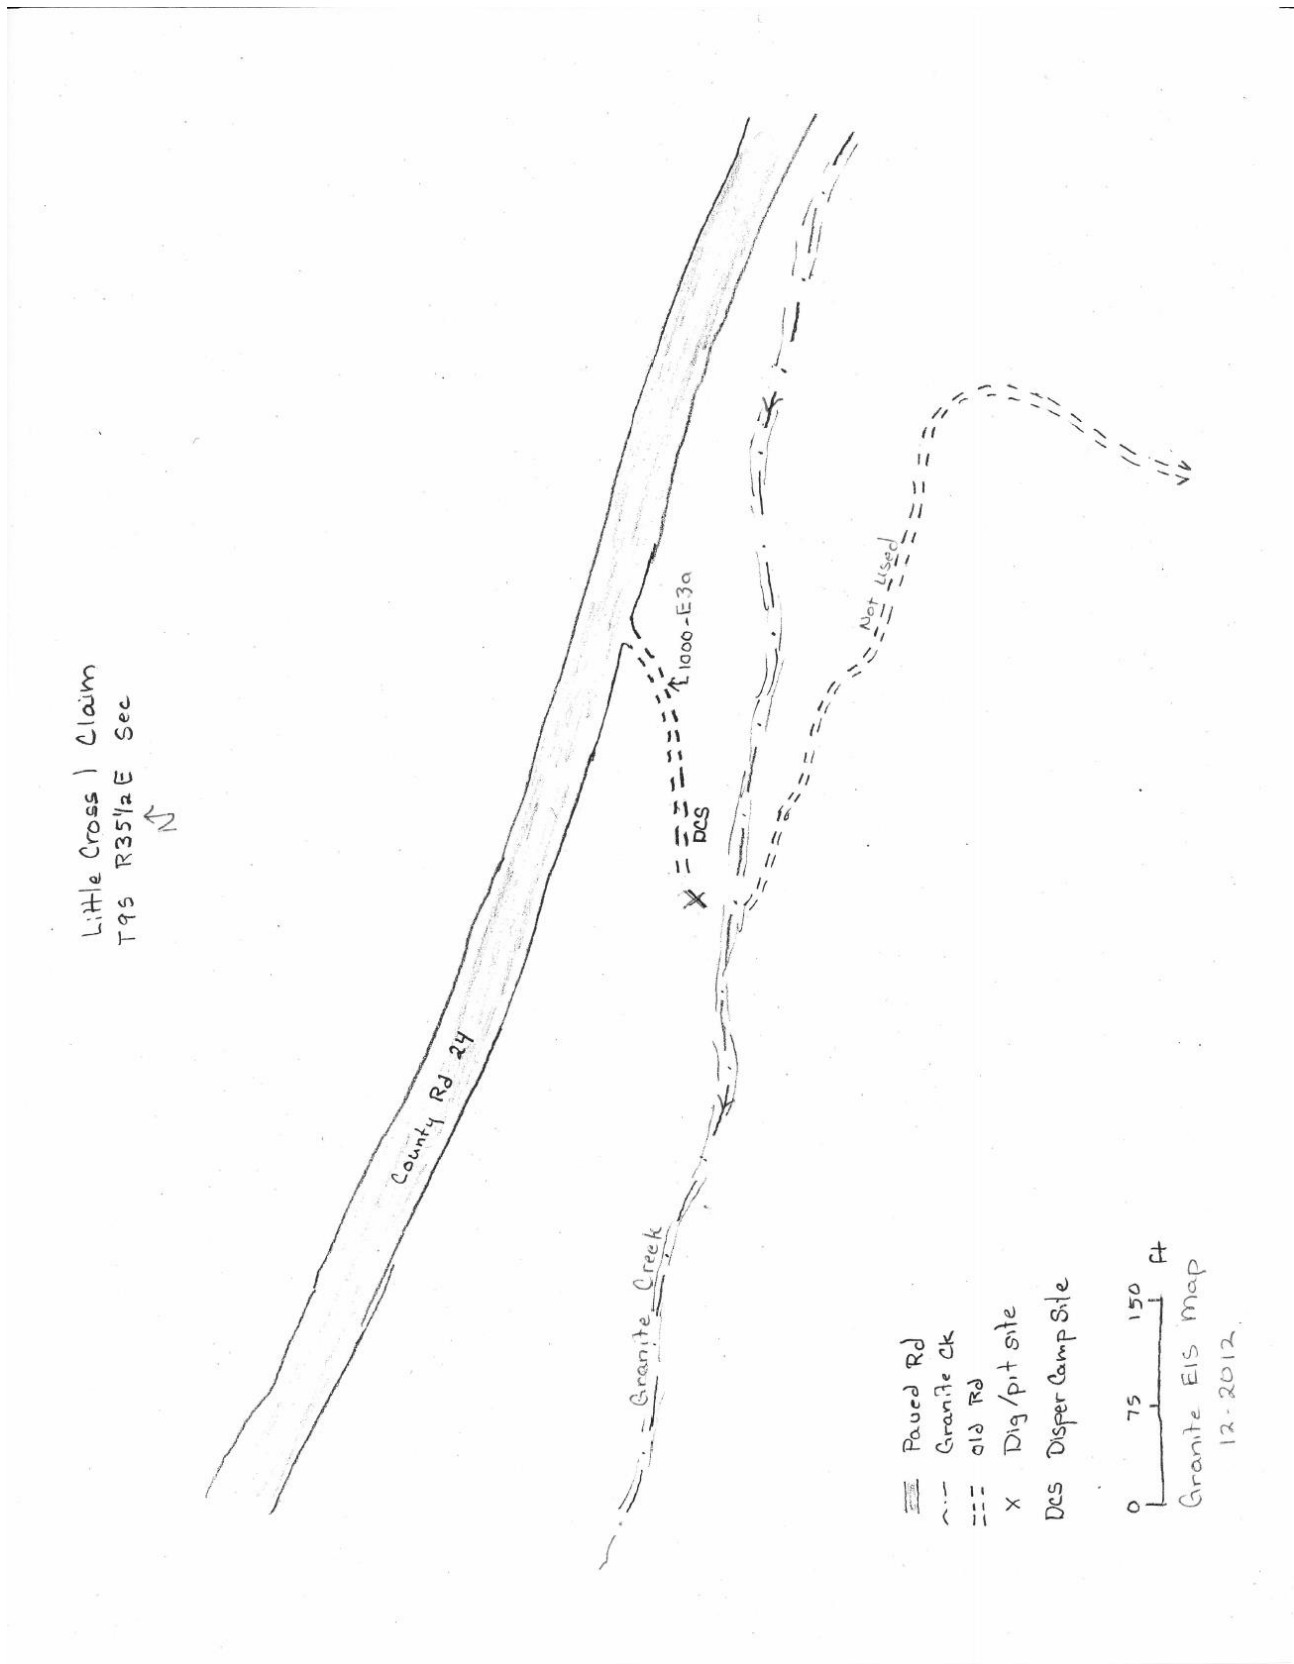 Little Cross 1 Claim
T9S R35½E Sec
N
County Rd 24
1000-E3a
DCS
Not Used
Granite Creek
Paved Rd
Granite Ck
old Rd
X Dig/pit site
DCS Disper Camp Site
0 75 150 ft
Granite EIS Map
12-2012